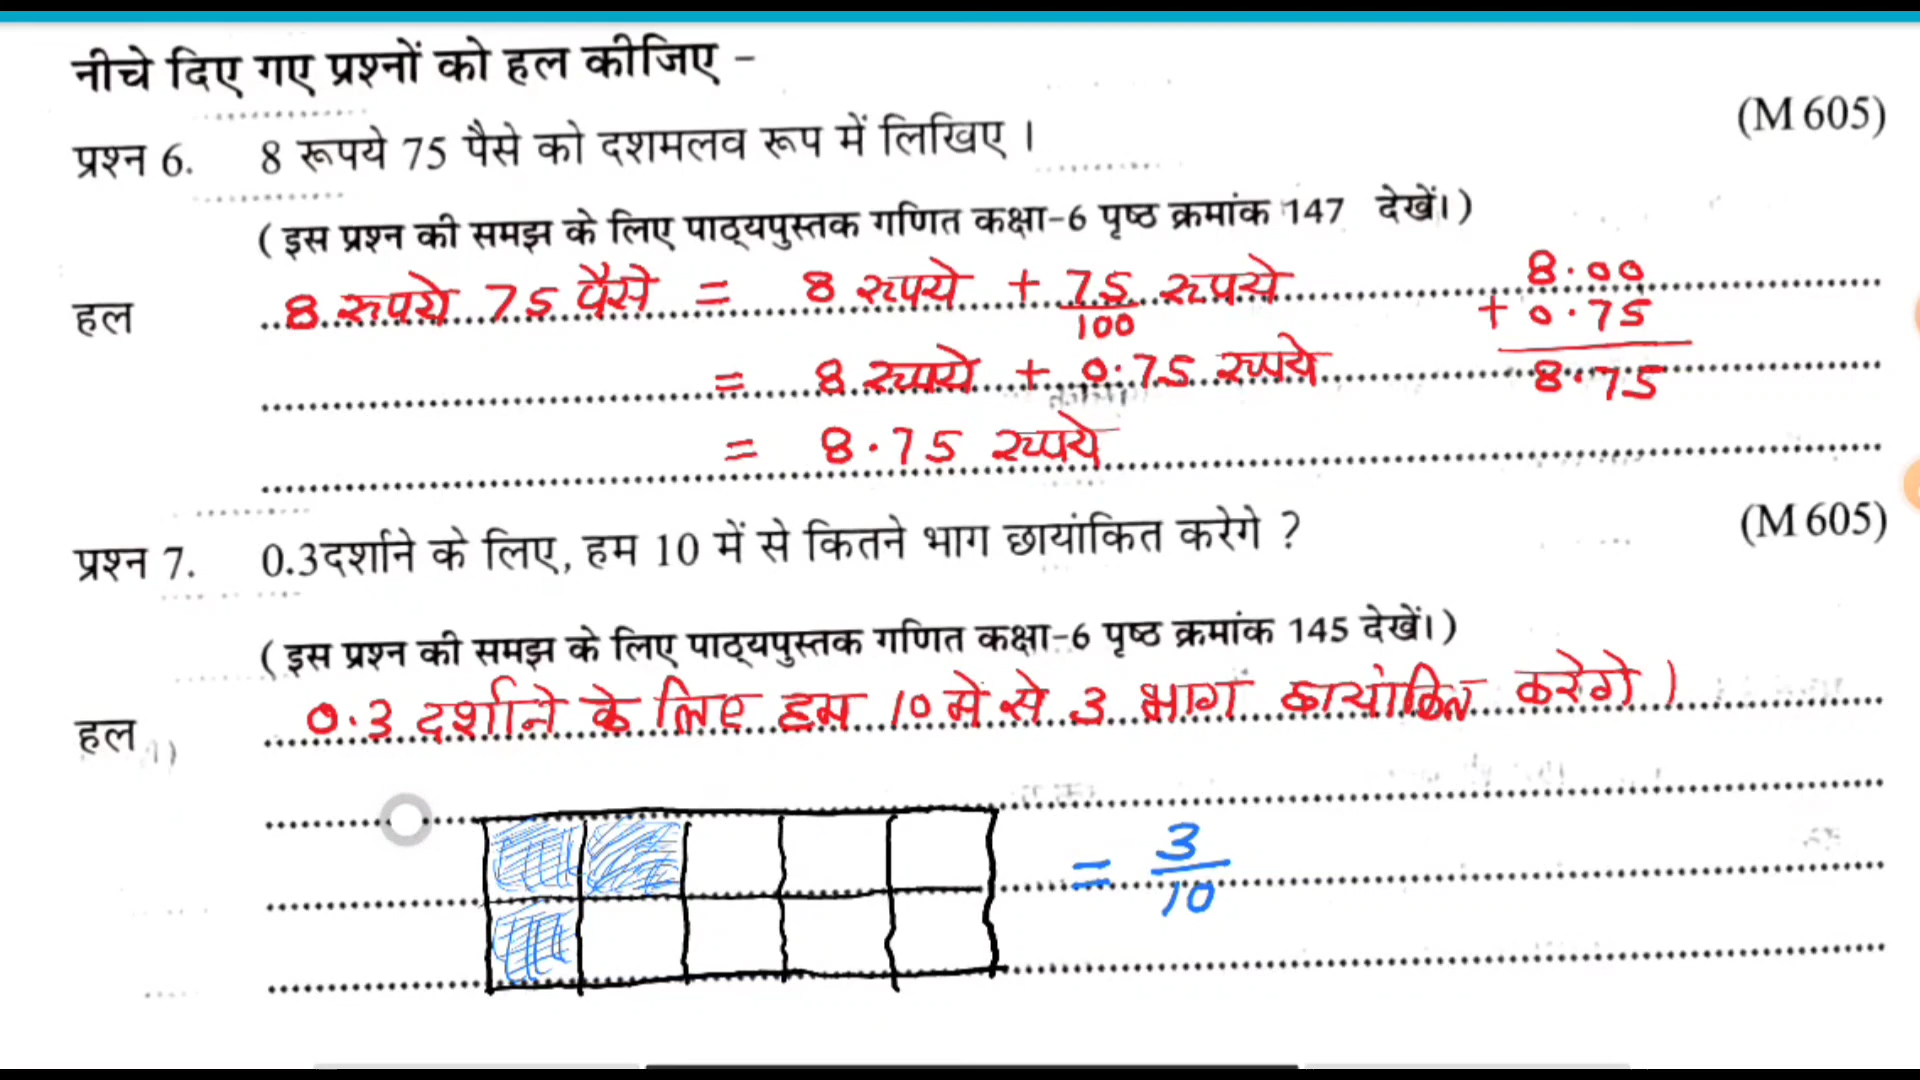 नीचे दिए गए प्रश्नों को हल कीजिए -
(M 605)
प्रश्न 6. 8 रूपये 75 पैसे को दशमलव रूप में लिखिए ।
( इस प्रश्न की समझ के लिए पाठ्यपुस्तक गणित कक्षा-6 पृष्ठ क्रमांक 147 देखें। )
हल 8 रुपये 75 पैसे = 8 रुपये + 75/100 रुपये
= 8 रुपये + 0.75 रुपये
= 8.75 रुपये
8.00
+ 0.75
8.75
(M 605)
प्रश्न 7. 0.3दर्शाने के लिए, हम 10 में से कितने भाग छायांकित करेगे ?
( इस प्रश्न की समझ के लिए पाठ्यपुस्तक गणित कक्षा-6 पृष्ठ क्रमांक 145 देखें। )
हल 0.3 दर्शाने के लिए हम 10 मे से 3 भाग छायांकित करेगे।
= 3/10